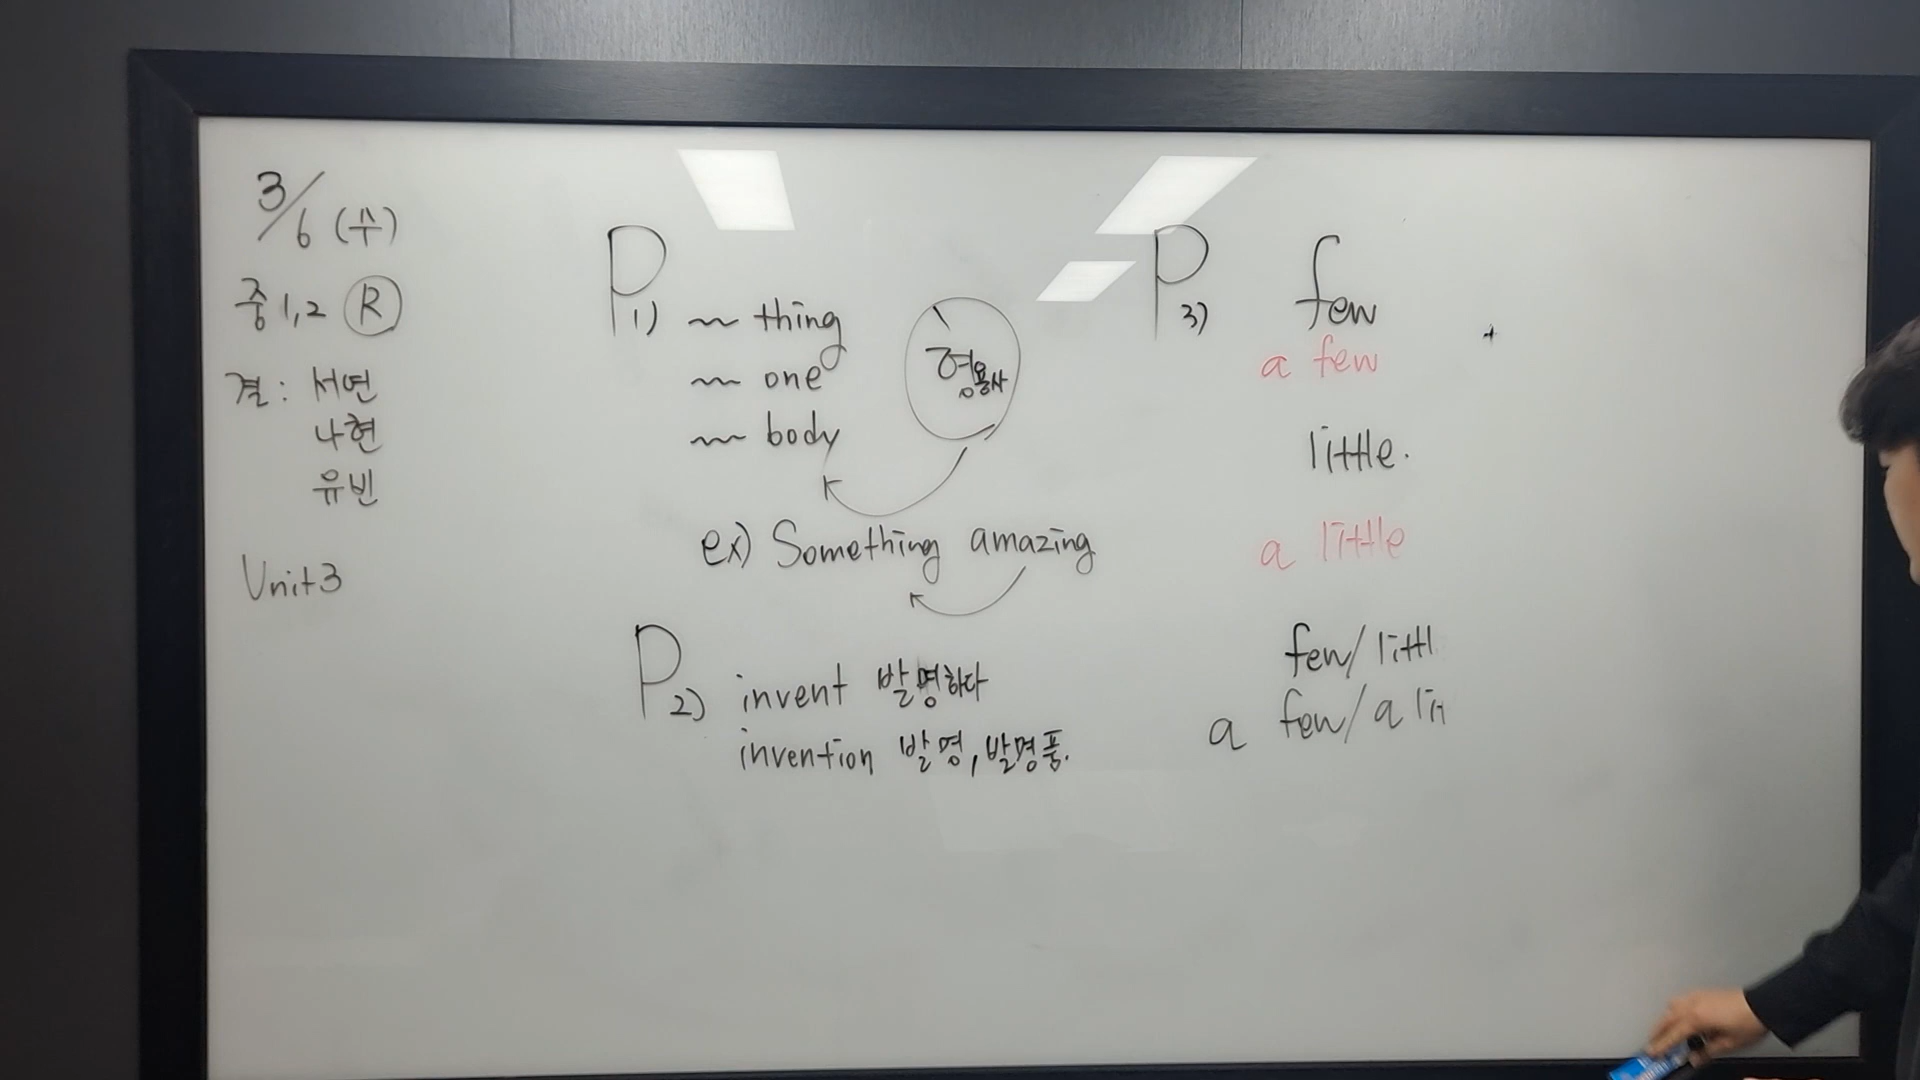 3/6 (수)
중1,2 Ⓡ
결: 서연
나현
유빈
Unit3
P1) ~ thing
~ one
~ body
형용사
ex) Something amazing
P2) invent 발명하다
invention 발명, 발명품.
P3) few
a few
little.
a little
few/littl
a few/a lit